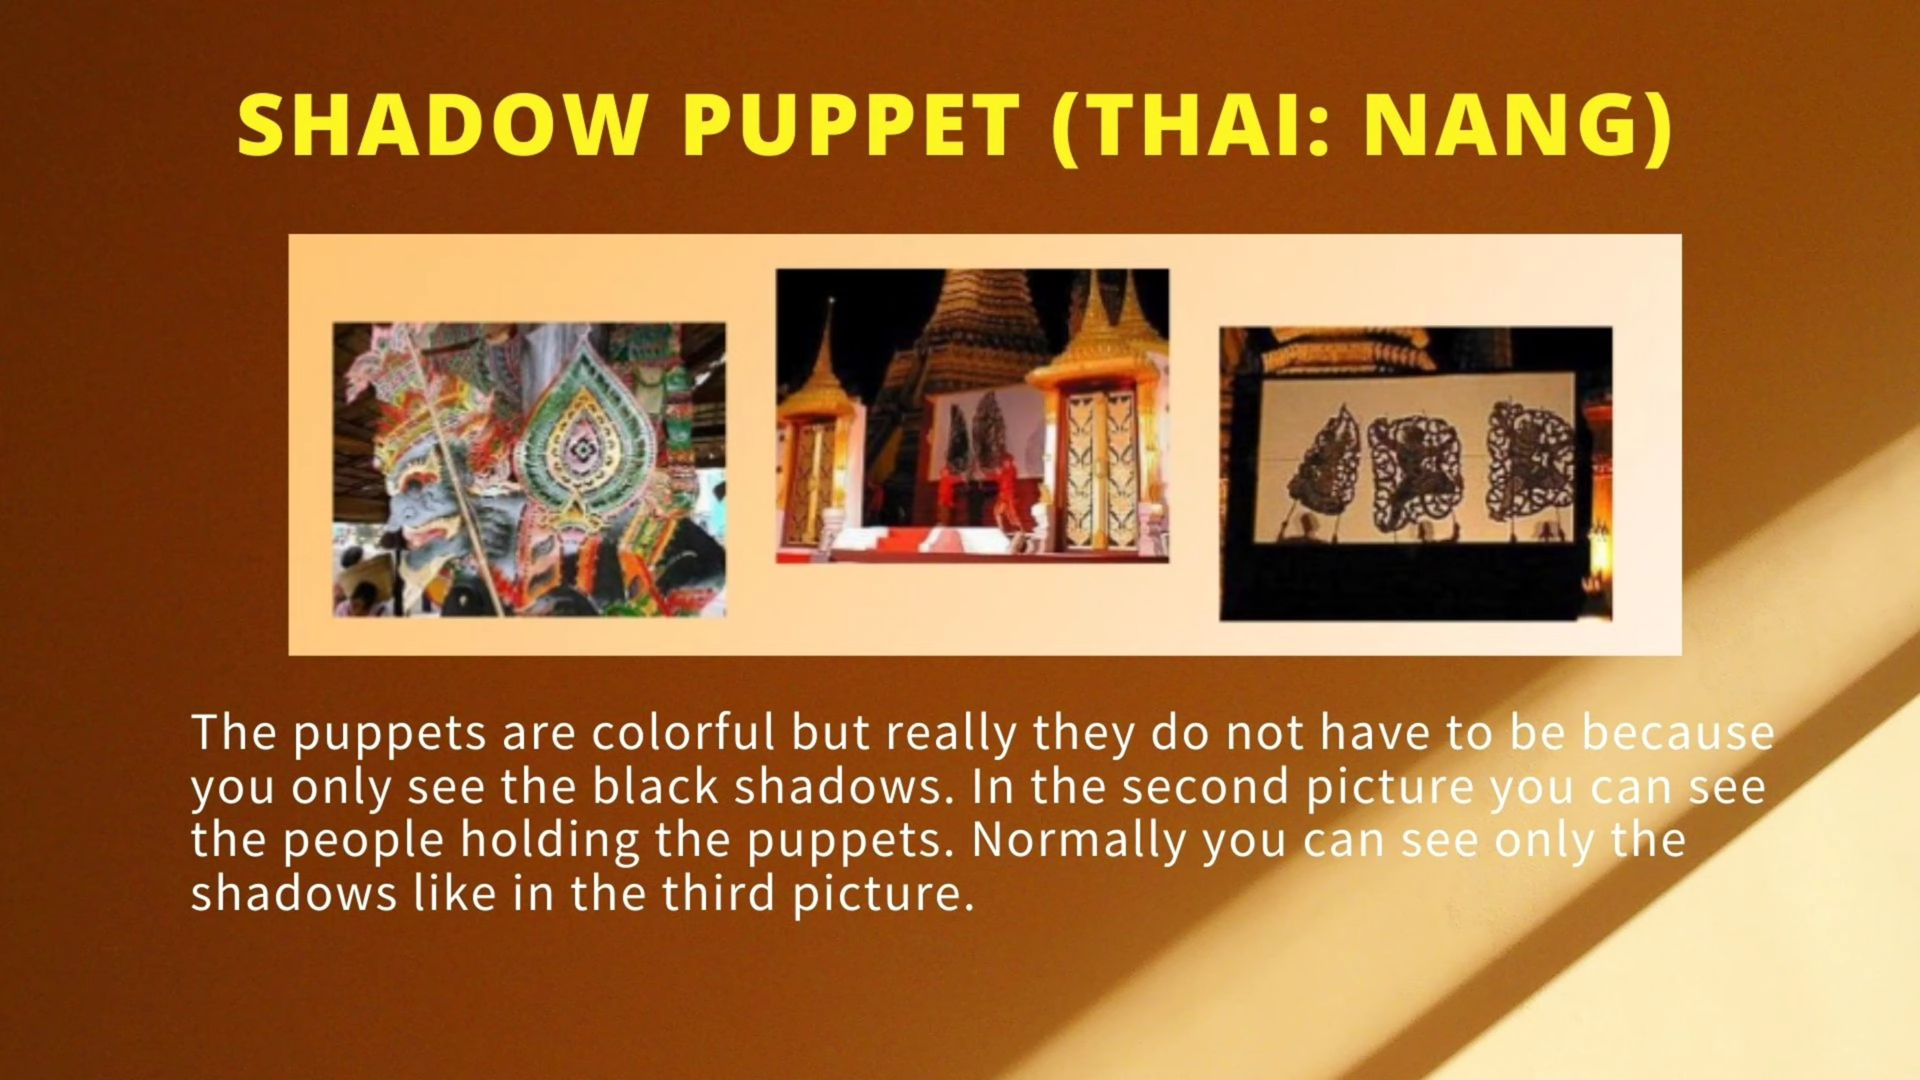 SHADOW PUPPET (THAI: NANG)
The puppets are colorful but really they do not have to be because
you only see the black shadows. In the second picture you can see
the people holding the puppets. Normally you can see only the
shadows like in the third picture.